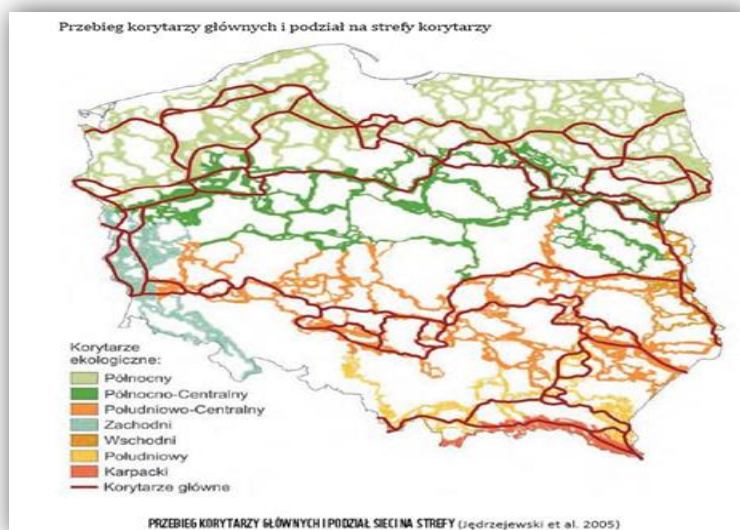 Przebieg korytarzy głównych i podział na strefy korytarzy
Korytarze
ekologiczne:
Północny
Północno-Centralny
Południowo-Centralny
Zachodni
Wschodni
Południowy
Karpacki
Korytarze główne
PRZEBIEG KORYTARZY GŁÓWNYCH I PODZIAŁ SIECI NA STREFY (Jędrzejewski et al. 2005)